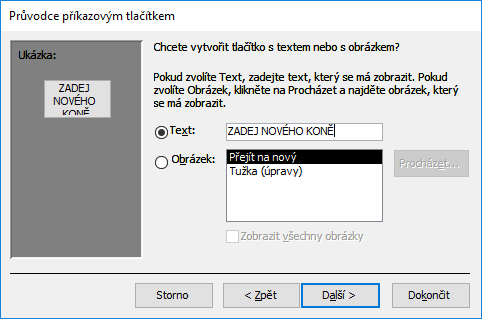 Průvodce příkazovým tlačítkem
Ukázka:
ZADEJ
NOVÉHO
KONĚ
Chcete vytvořit tlačítko s textem nebo s obrázkem?
Pokud zvolíte Text, zadejte text, který se má zobrazit. Pokud
zvolíte Obrázek, klikněte na Procházet a najděte obrázek, který
se má zobrazit.
Text:
ZADEJ NOVÉHO KONĚ
Obrázek:
Přejít na nový
Tužka (úpravy)
Procházet...
Zobrazit všechny obrázky
Storno
< Zpět
Další >
Dokončit